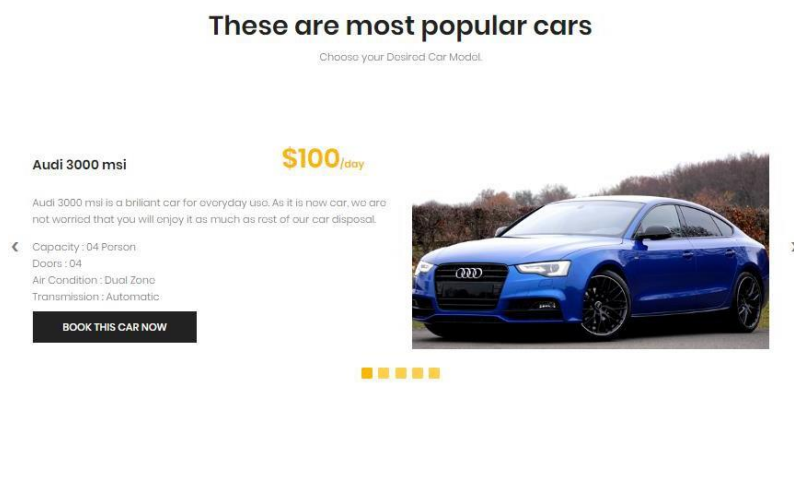 These are most popular cars
Choose your Desired Car Model.
Audi 3000 msi
$100/day
Audi 3000 msi is a briliant car for everyday use. As it is new car, we are
not worried that you will enjoy it as much as rest of our car disposal.
Capacity : 04 Person
Doors : 04
Air Condition : Dual Zone
Transmission : Automatic
BOOK THIS CAR NOW